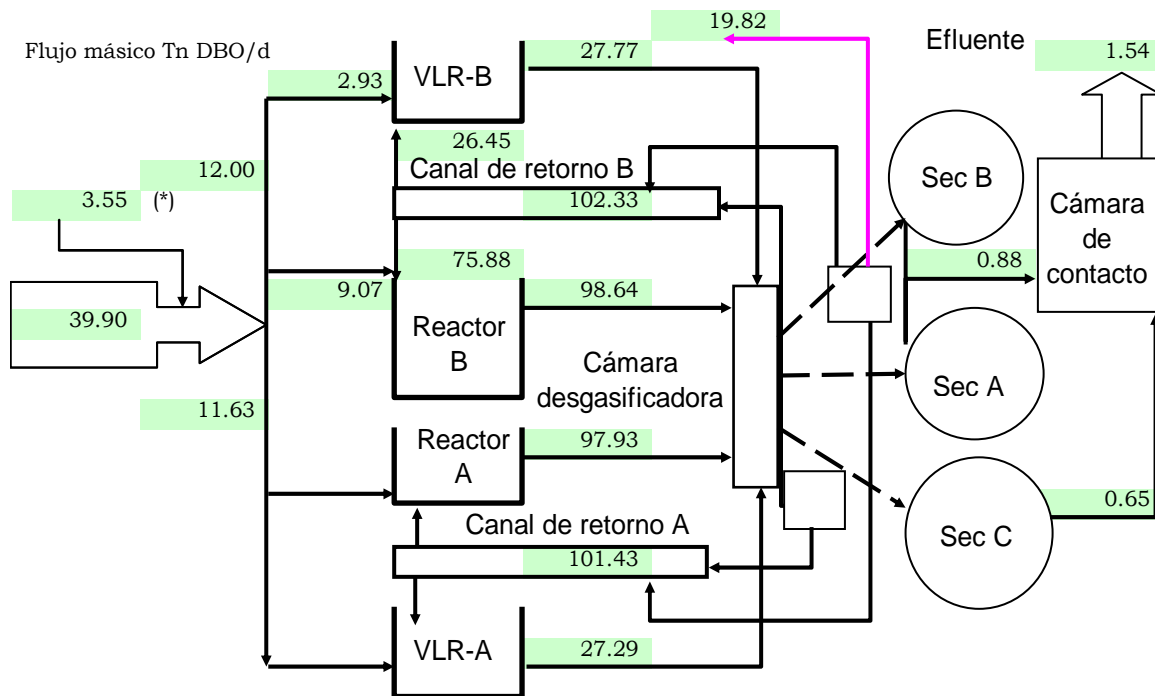 19.82
Flujo másico Tn DBO/d
2.93
VLR-B
27.77
Efluente
1.54
12.00
26.45
Canal de retorno B
3.55 (*)
102.33
Sec B
Cámara
de
contacto
75.88
9.07
98.64
0.88
39.90
Reactor
B
Cámara
desgasificadora
Sec A
11.63
Reactor
A
97.93
Canal de retorno A
0.65
Sec C
101.43
VLR-A
27.29